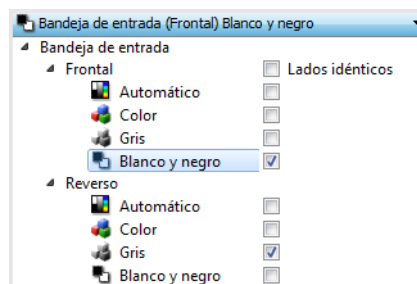 Bandeja de entrada (Frontal) Blanco y negro
Bandeja de entrada
Frontal Lados idénticos
Automático
Color
Gris
Blanco y negro
Reverso
Automático
Color
Gris
Blanco y negro